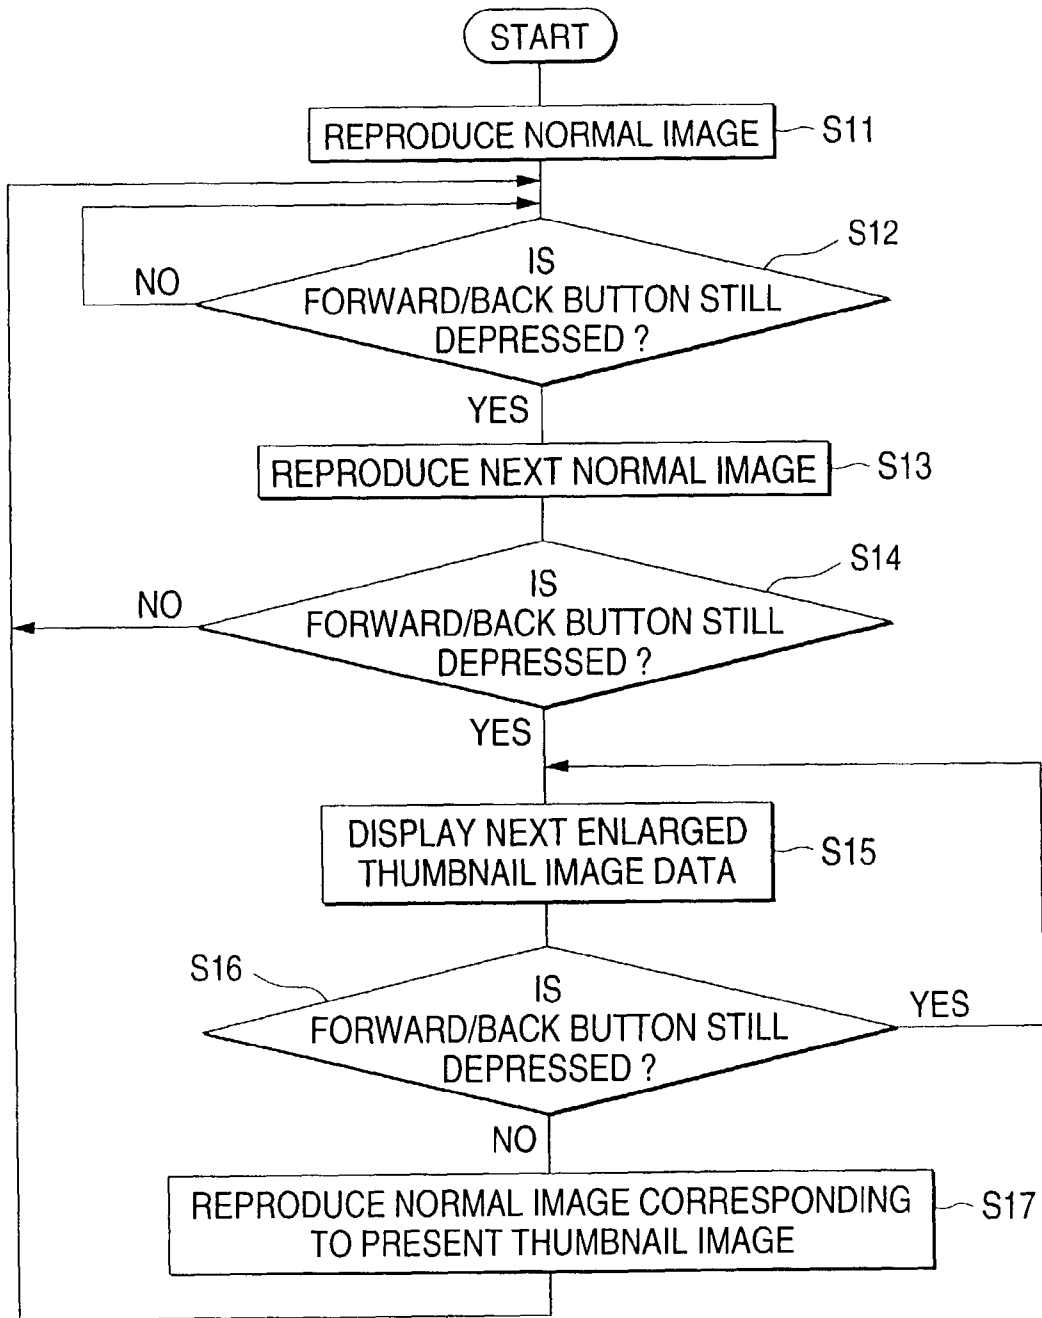 START
REPRODUCE NORMAL IMAGE
S11
S12
IS
FORWARD/BACK BUTTON STILL
DEPRESSED ?
NO
YES
REPRODUCE NEXT NORMAL IMAGE
S13
S14
IS
FORWARD/BACK BUTTON STILL
DEPRESSED ?
NO
YES
DISPLAY NEXT ENLARGED
THUMBNAIL IMAGE DATA
S15
S16
IS
FORWARD/BACK BUTTON STILL
DEPRESSED ?
YES
NO
REPRODUCE NORMAL IMAGE CORRESPONDING
TO PRESENT THUMBNAIL IMAGE
S17